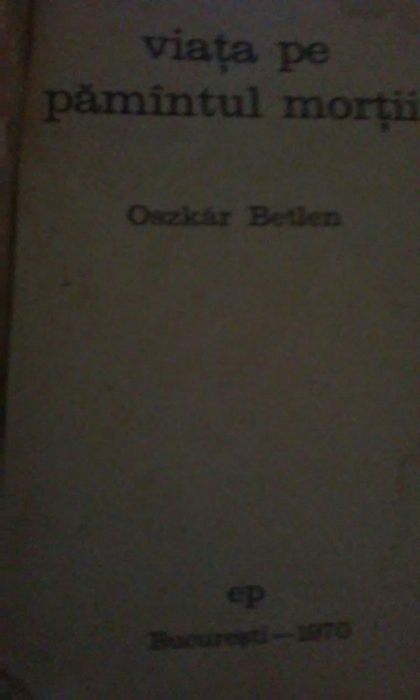 viața pe
pămîntul morții
Oszkár Betlen
ep
București—1970